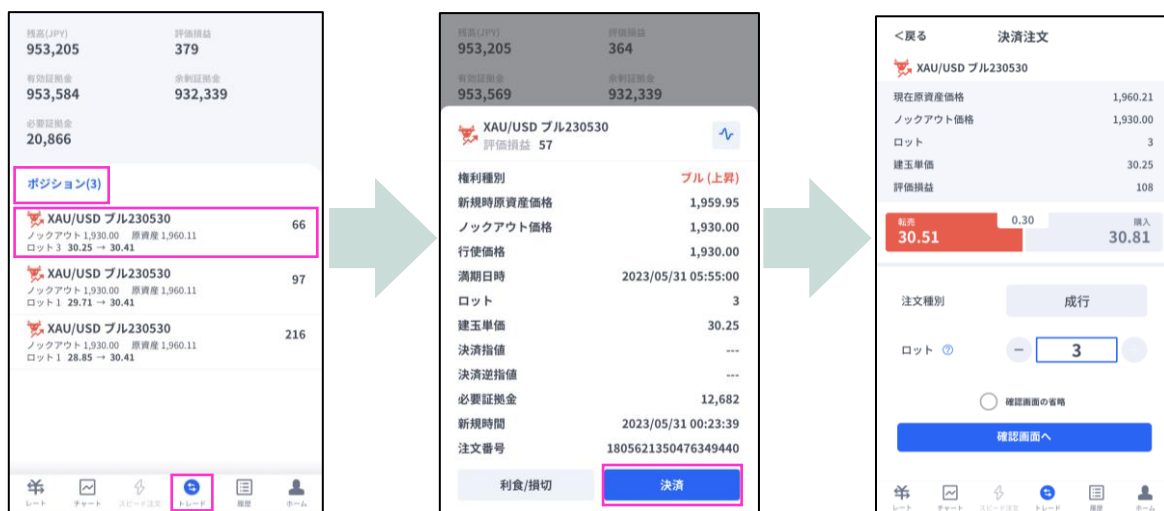 残高(JPY) 評価損益
953,205 379
有効証拠金 余剰証拠金
953,584 932,339
必要証拠金
20,866
ポジション(3)
XAU/USD ブル230530
66
ノックアウト 1,930.00 原資産 1,960.11
ロット 3 30.25 → 30.41
XAU/USD ブル230530
97
ノックアウト 1,930.00 原資産 1,960.11
ロット 1 29.71 → 30.41
XAU/USD ブル230530
216
ノックアウト 1,930.00 原資産 1,960.11
ロット 1 28.85 → 30.41
レート チャート スピード注文 トレード 履歴 ホーム
残高(JPY) 評価損益
953,205 364
有効証拠金 余剰証拠金
953,569 932,339
XAU/USD ブル230530
評価損益 57
権利種別 ブル (上昇)
新規時原資産価格 1,959.95
ノックアウト価格 1,930.00
行使価格 1,930.00
満期日時 2023/05/31 05:55:00
ロット 3
建玉単価 30.25
決済指値 ---
決済逆指値 ---
必要証拠金 12,682
新規時間 2023/05/31 00:23:39
注文番号 1805621350476349440
利食/損切 決済
<戻る 決済注文
XAU/USD ブル230530
現在原資産価格 1,960.21
ノックアウト価格 1,930.00
ロット 3
建玉単価 30.25
評価損益 108
転売 0.30 購入
30.51 30.81
注文種別 成行
ロット ? − 3
確認画面の省略
確認画面へ
レート チャート スピード注文 トレード 履歴 ホーム